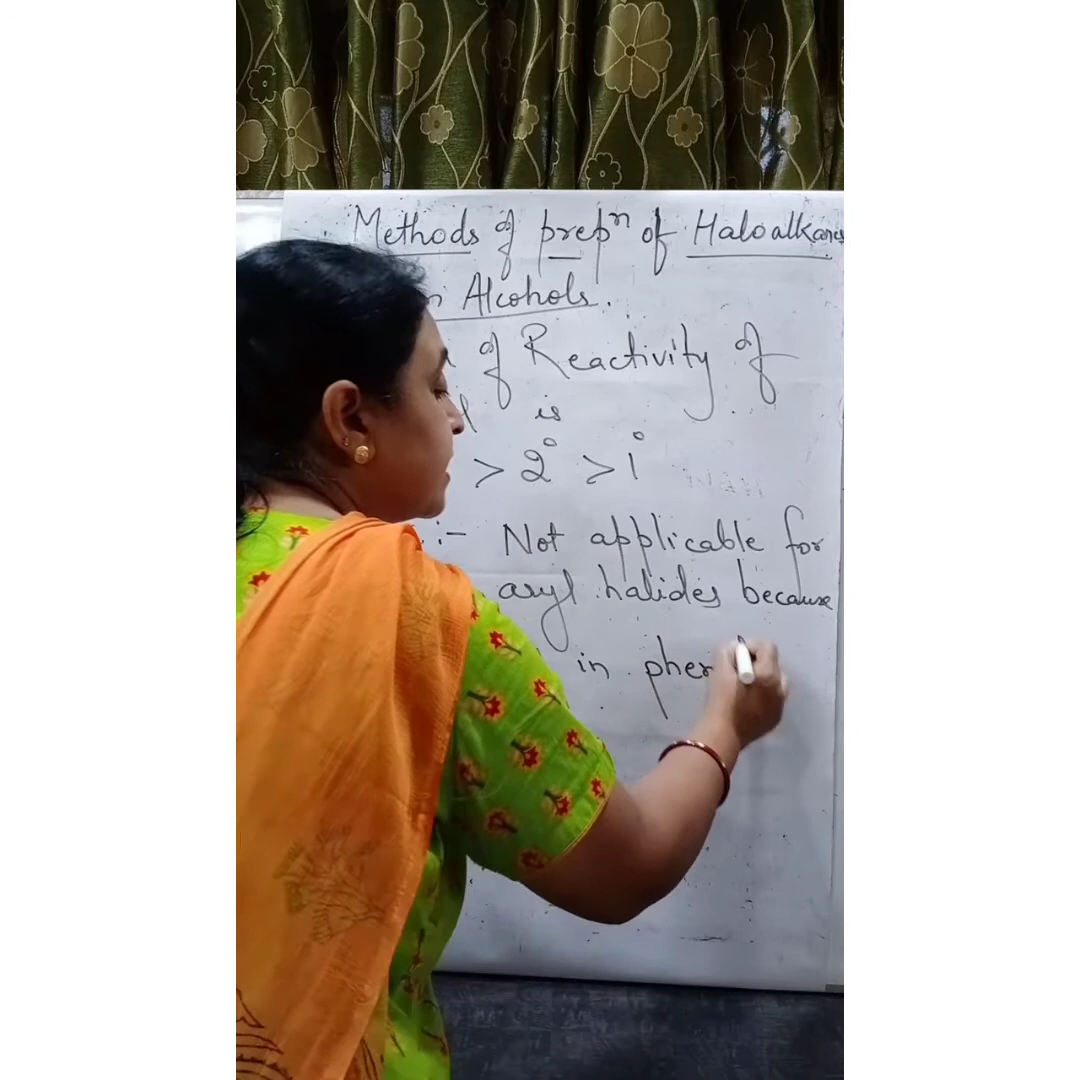 Methods of prepⁿ of Haloalkanes
Alcohols.
of Reactivity of
is
> 2° > 1°
:- Not applicable for
aryl halides because
in phen